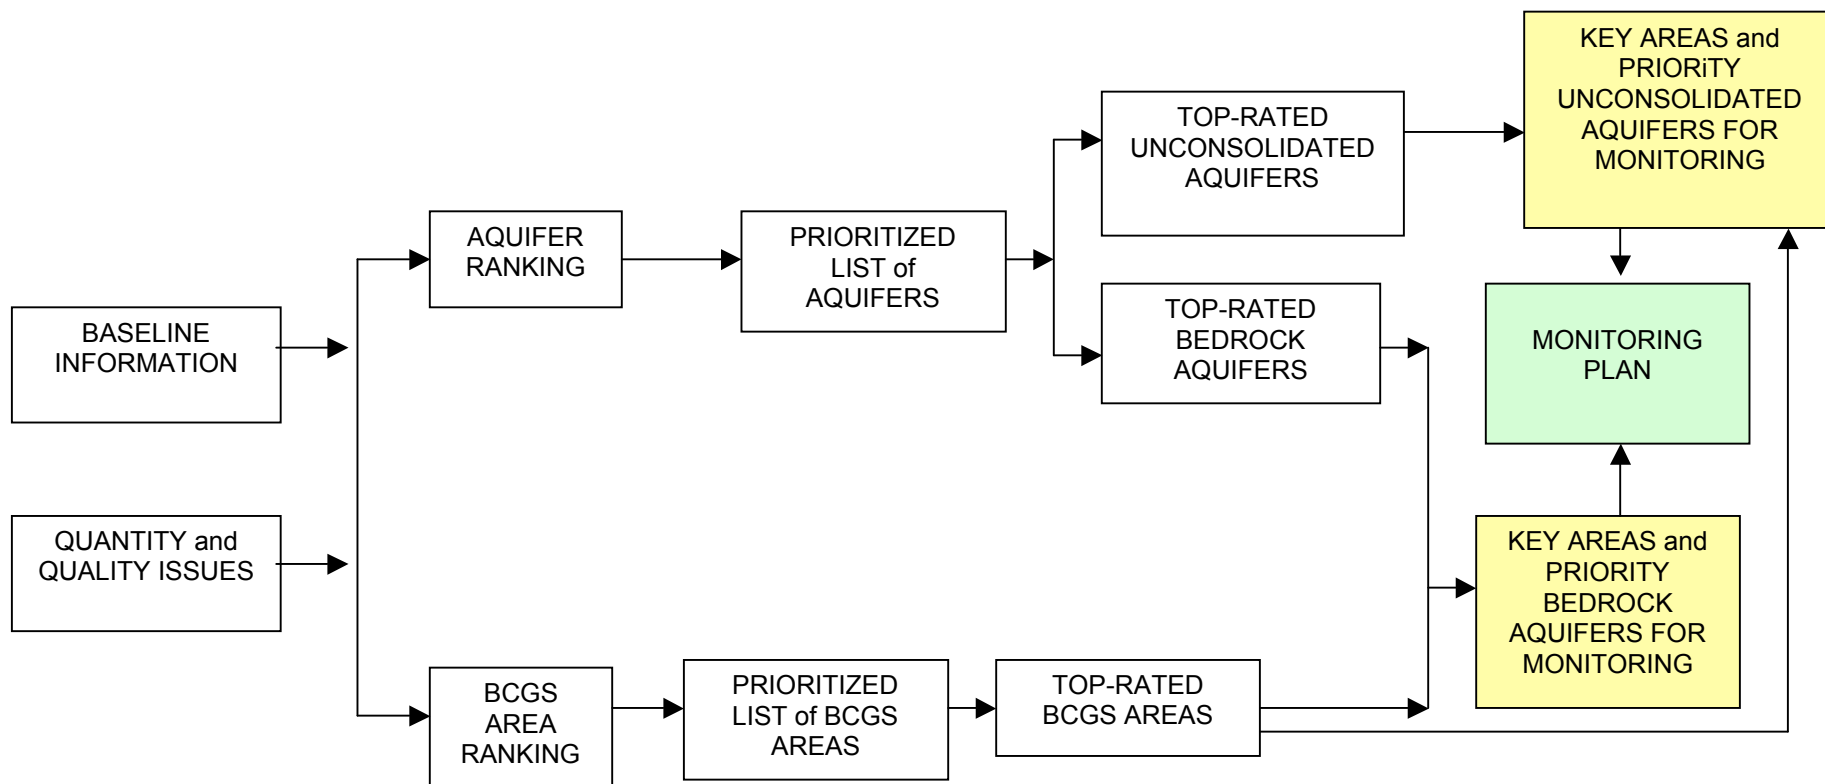 BASELINE
INFORMATION
QUANTITY and
QUALITY ISSUES
AQUIFER
RANKING
PRIORITIZED
LIST of
AQUIFERS
TOP-RATED
UNCONSOLIDATED
AQUIFERS
TOP-RATED
BEDROCK
AQUIFERS
KEY AREAS and
PRIORiTY
UNCONSOLIDATED
AQUIFERS FOR
MONITORING
MONITORING
PLAN
KEY AREAS and
PRIORITY
BEDROCK
AQUIFERS FOR
MONITORING
BCGS
AREA
RANKING
PRIORITIZED
LIST of BCGS
AREAS
TOP-RATED
BCGS AREAS